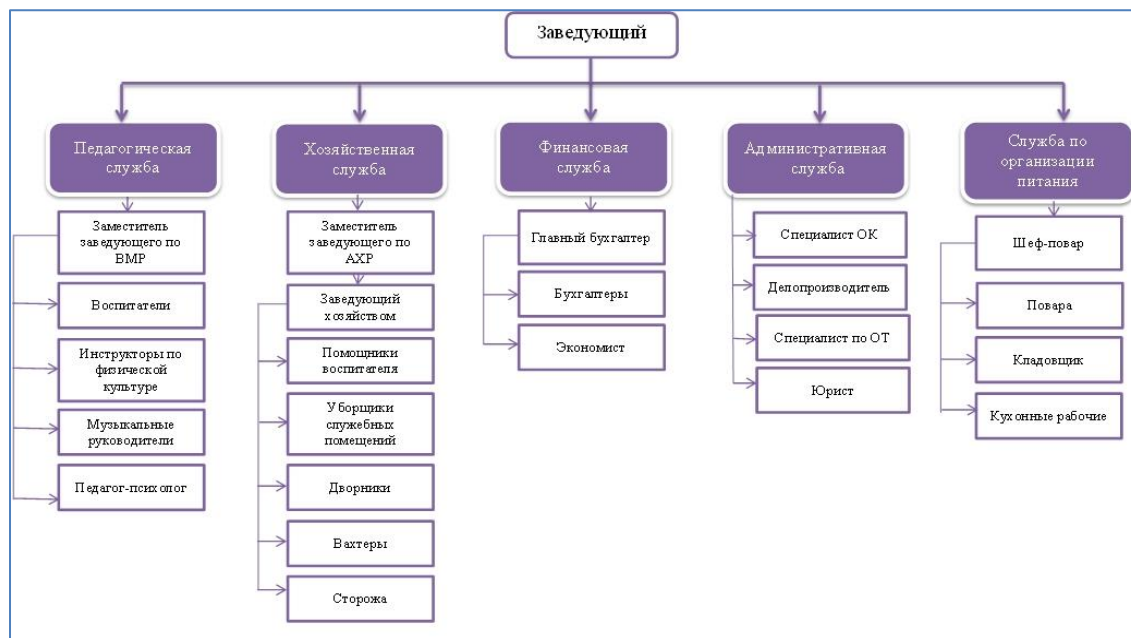 Заведующий
Педагогическая
служба
Хозяйственная
служба
Финансовая
служба
Административная
служба
Служба по
организации
питания
Заместитель
заведующего по
ВМР
Воспитатели
Инструкторы по
физической
культуре
Музыкальные
руководители
Педагог-психолог
Заместитель
заведующего по
АХР
Заведующий
хозяйством
Помощники
воспитателя
Уборщики
служебных
помещений
Дворники
Вахтеры
Сторожа
Главный бухгалтер
Бухгалтеры
Экономист
Специалист ОК
Делопроизводитель
Специалист по ОТ
Юрист
Шеф-повар
Повара
Кладовщик
Кухонные рабочие